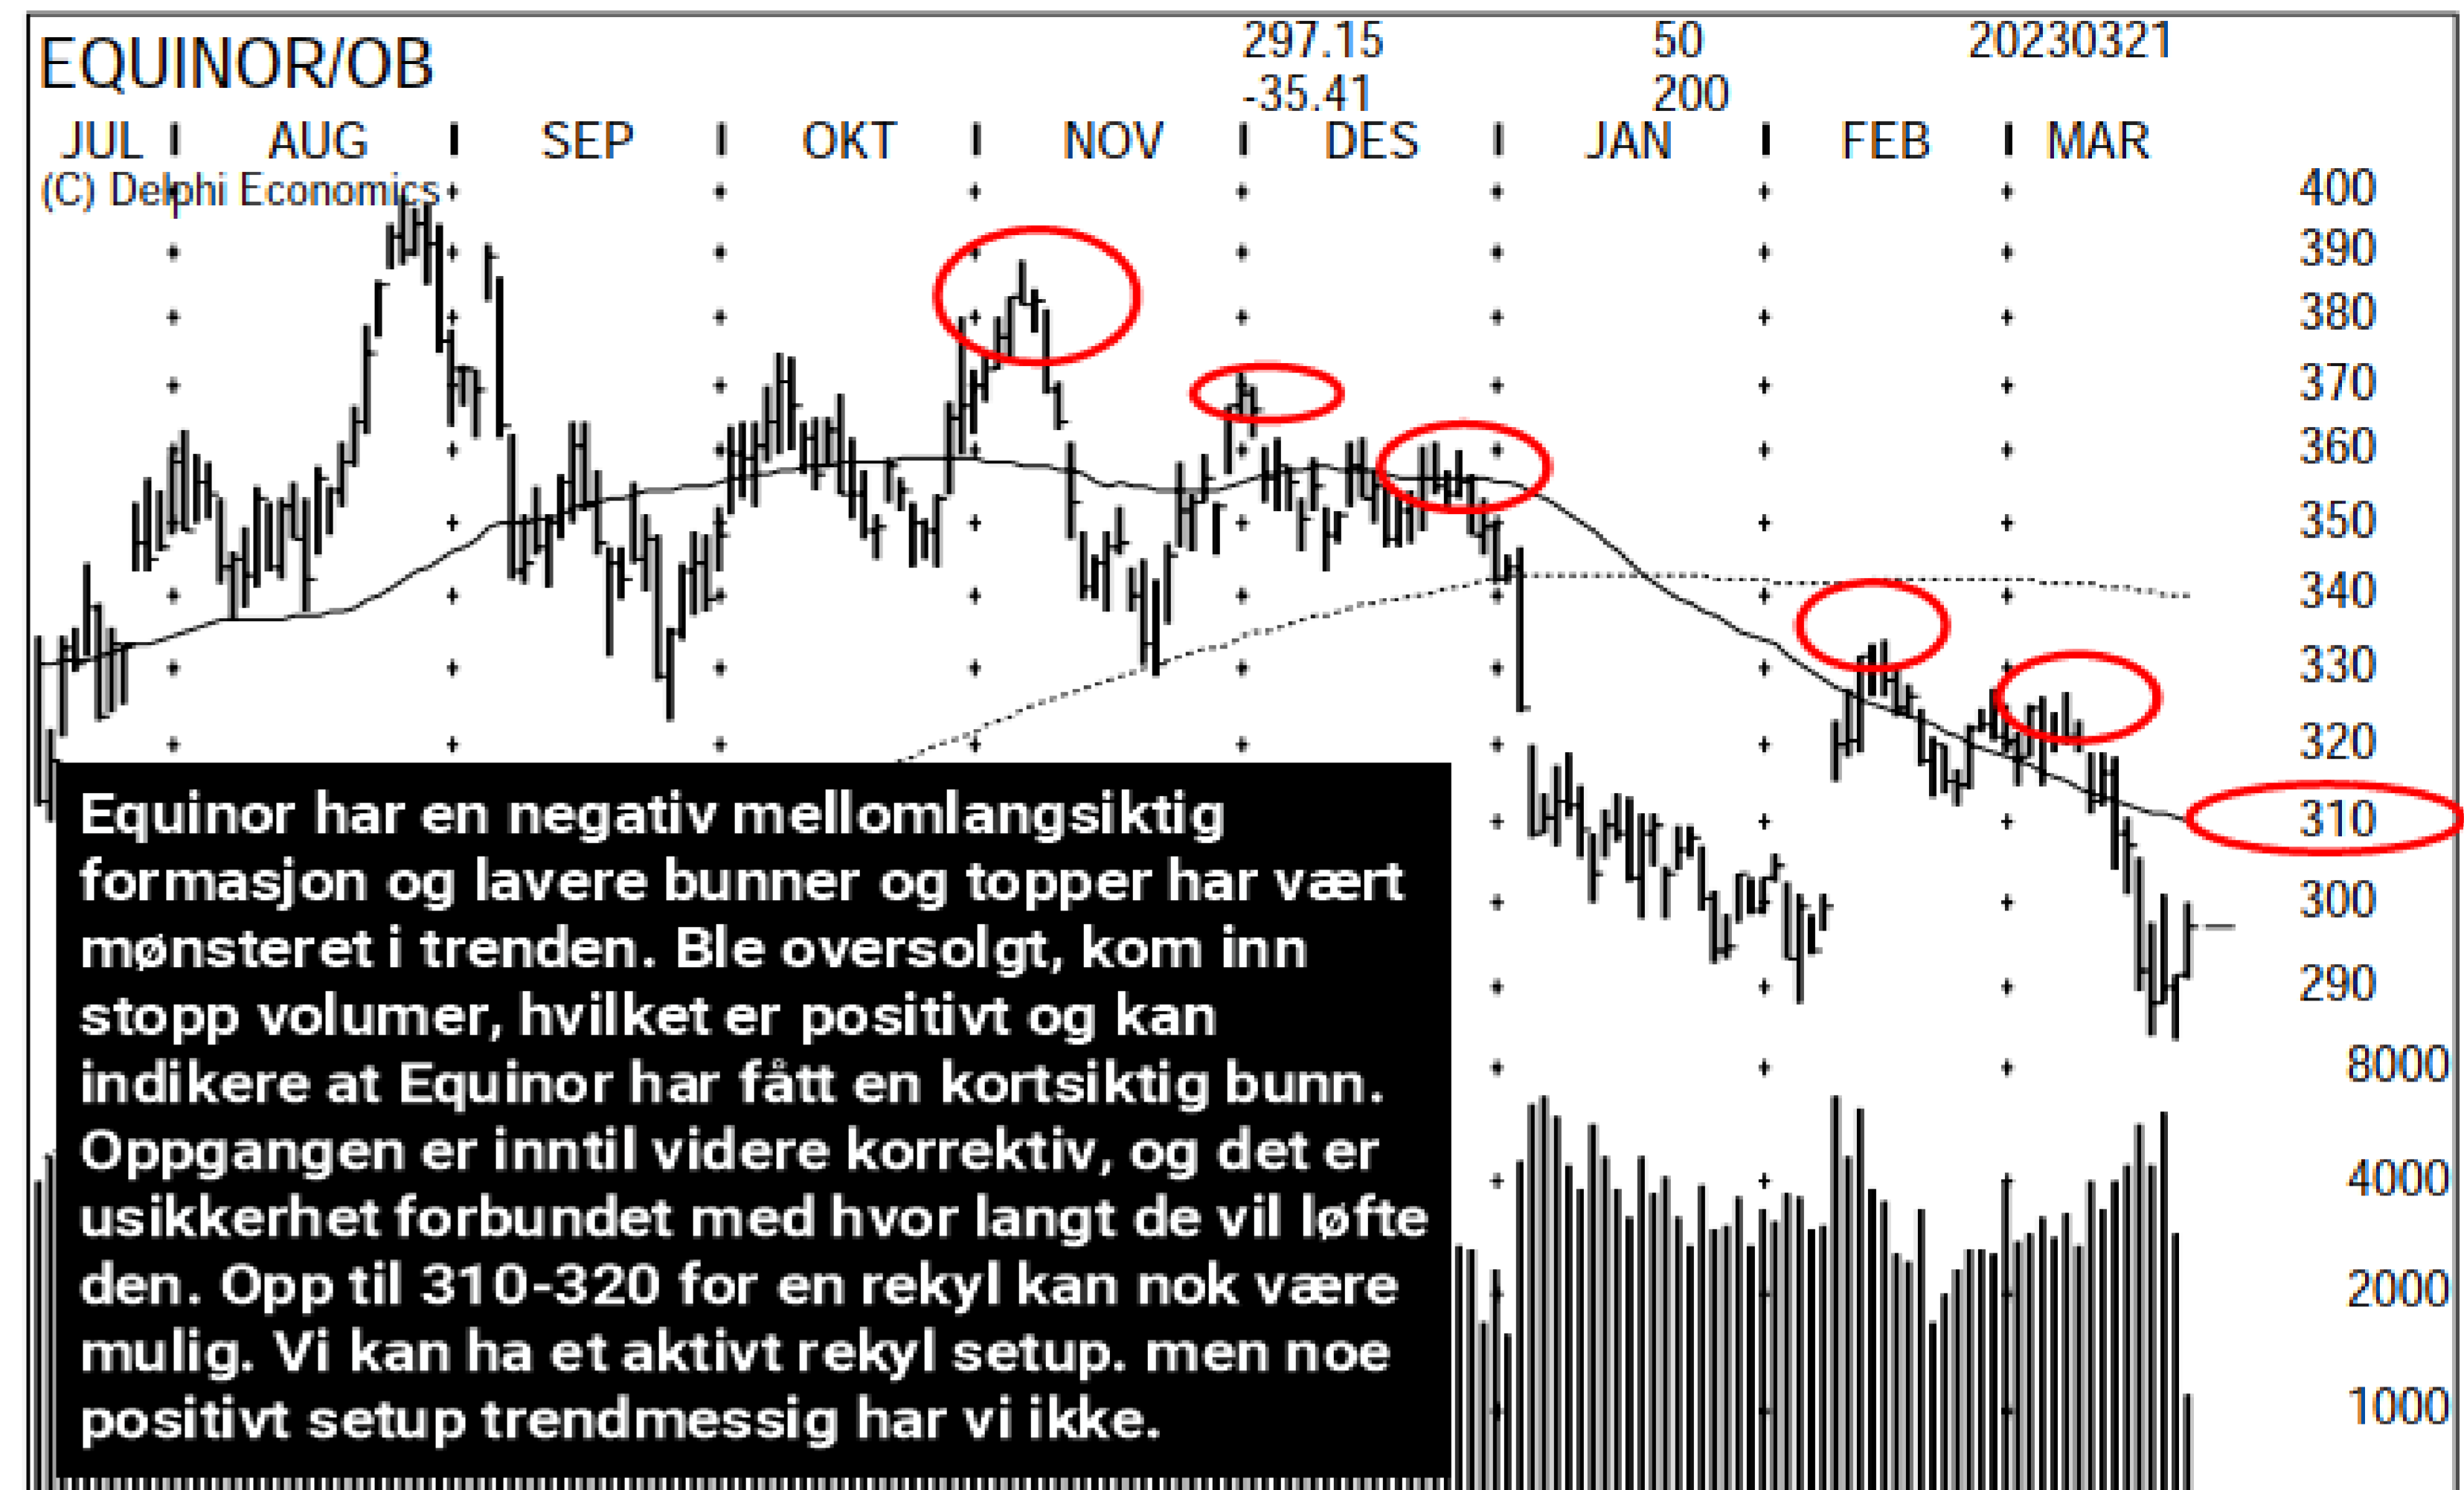 EQUINOR/OB 297.15 50 20230321
-35.41 200
JUL AUG SEP OKT NOV DES JAN FEB MAR
(C) Delphi Economics
400
390
380
370
360
350
340
330
320
310
300
290
8000
4000
2000
1000
Equinor har en negativ mellomlangsiktig
formasjon og lavere bunner og topper har vært
mønsteret i trenden. Ble oversolgt, kom inn
stopp volumer, hvilket er positivt og kan
indikere at Equinor har fått en kortsiktig bunn.
Oppgangen er inntil videre korrektiv, og det er
usikkerhet forbundet med hvor langt de vil løfte
den. Opp til 310-320 for en rekyl kan nok være
mulig. Vi kan ha et aktivt rekyl setup. men noe
positivt setup trendmessig har vi ikke.